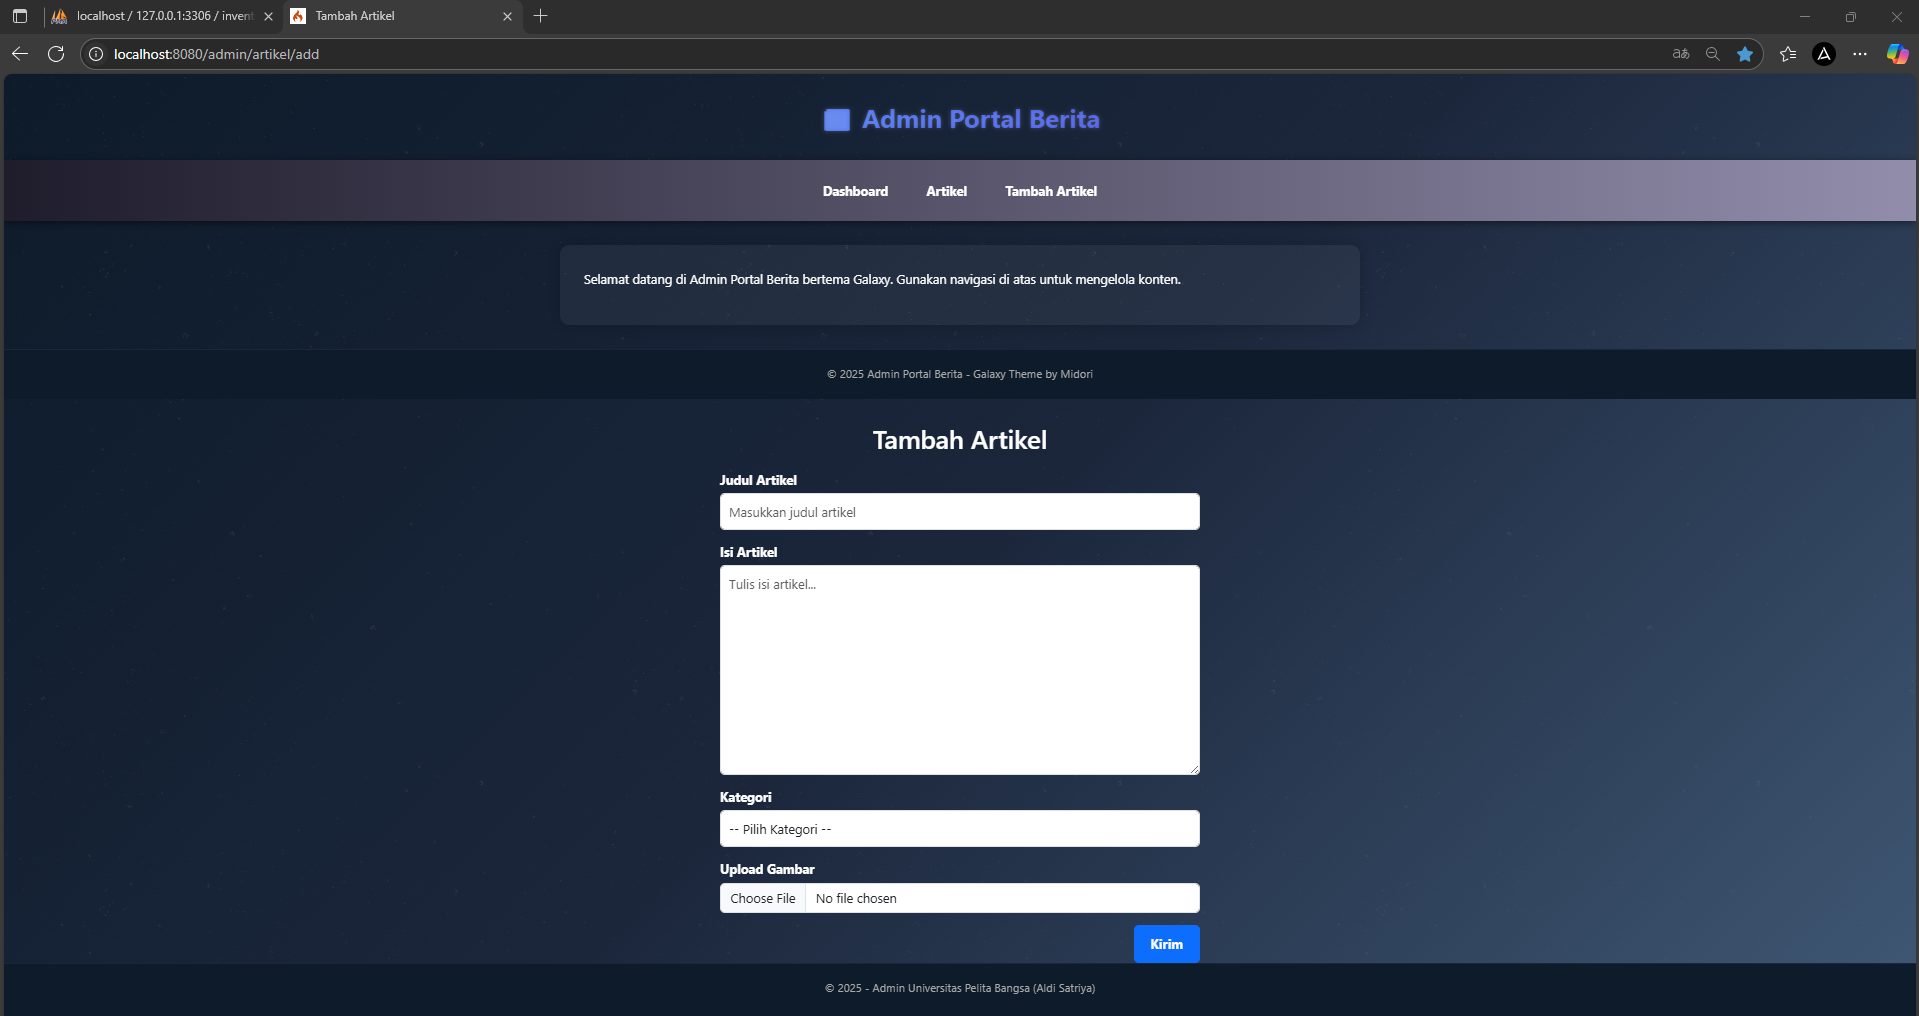 localhost / 127.0.0.1:3306 / invent
Tambah Artikel
localhost:8080/admin/artikel/add
Admin Portal Berita
Dashboard Artikel Tambah Artikel
Selamat datang di Admin Portal Berita bertema Galaxy. Gunakan navigasi di atas untuk mengelola konten.
© 2025 Admin Portal Berita - Galaxy Theme by Midori
Tambah Artikel
Judul Artikel
Masukkan judul artikel
Isi Artikel
Tulis isi artikel...
Kategori
-- Pilih Kategori --
Upload Gambar
Choose File No file chosen
Kirim
© 2025 - Admin Universitas Pelita Bangsa (Aldi Satriya)